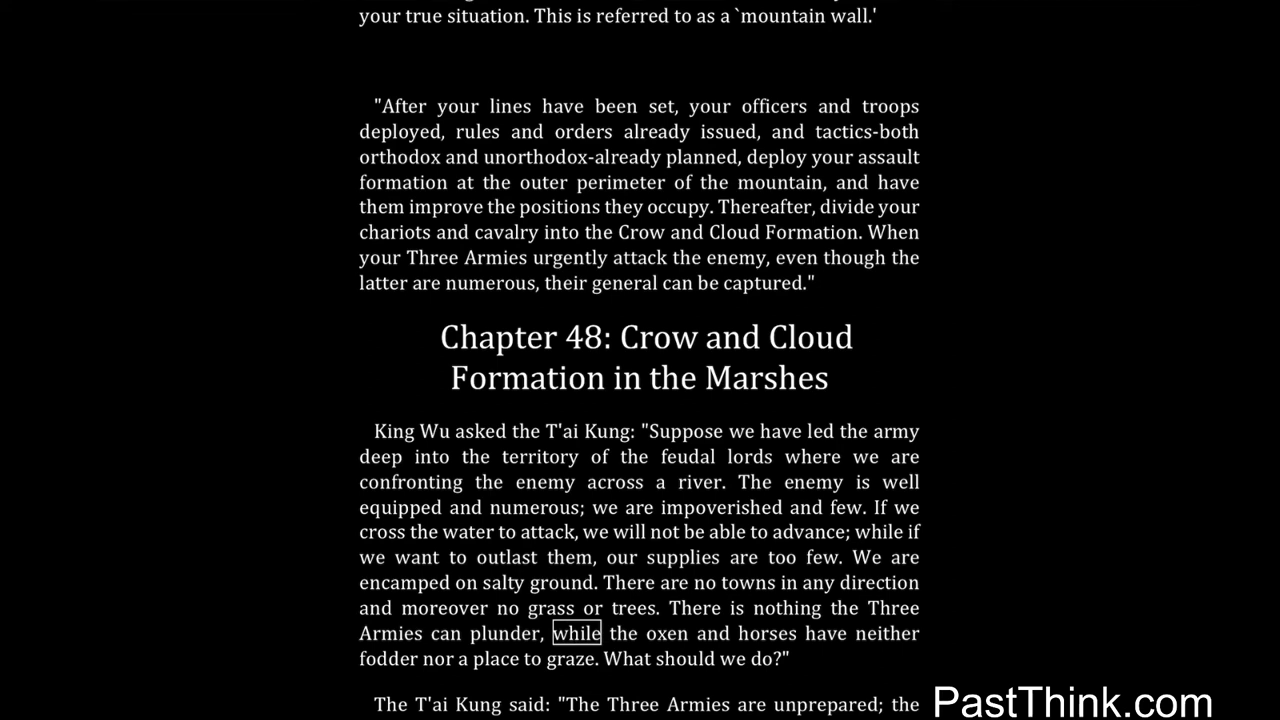 your true situation. This is referred to as a `mountain wall.'
"After your lines have been set, your officers and troops
deployed, rules and orders already issued, and tactics-both
orthodox and unorthodox-already planned, deploy your assault
formation at the outer perimeter of the mountain, and have
them improve the positions they occupy. Thereafter, divide your
chariots and cavalry into the Crow and Cloud Formation. When
your Three Armies urgently attack the enemy, even though the
latter are numerous, their general can be captured."
Chapter 48: Crow and Cloud
Formation in the Marshes
King Wu asked the T'ai Kung: "Suppose we have led the army
deep into the territory of the feudal lords where we are
confronting the enemy across a river. The enemy is well
equipped and numerous; we are impoverished and few. If we
cross the water to attack, we will not be able to advance; while if
we want to outlast them, our supplies are too few. We are
encamped on salty ground. There are no towns in any direction
and moreover no grass or trees. There is nothing the Three
Armies can plunder, while the oxen and horses have neither
fodder nor a place to graze. What should we do?"
The T'ai Kung said: "The Three Armies are unprepared; the
PastThink.com